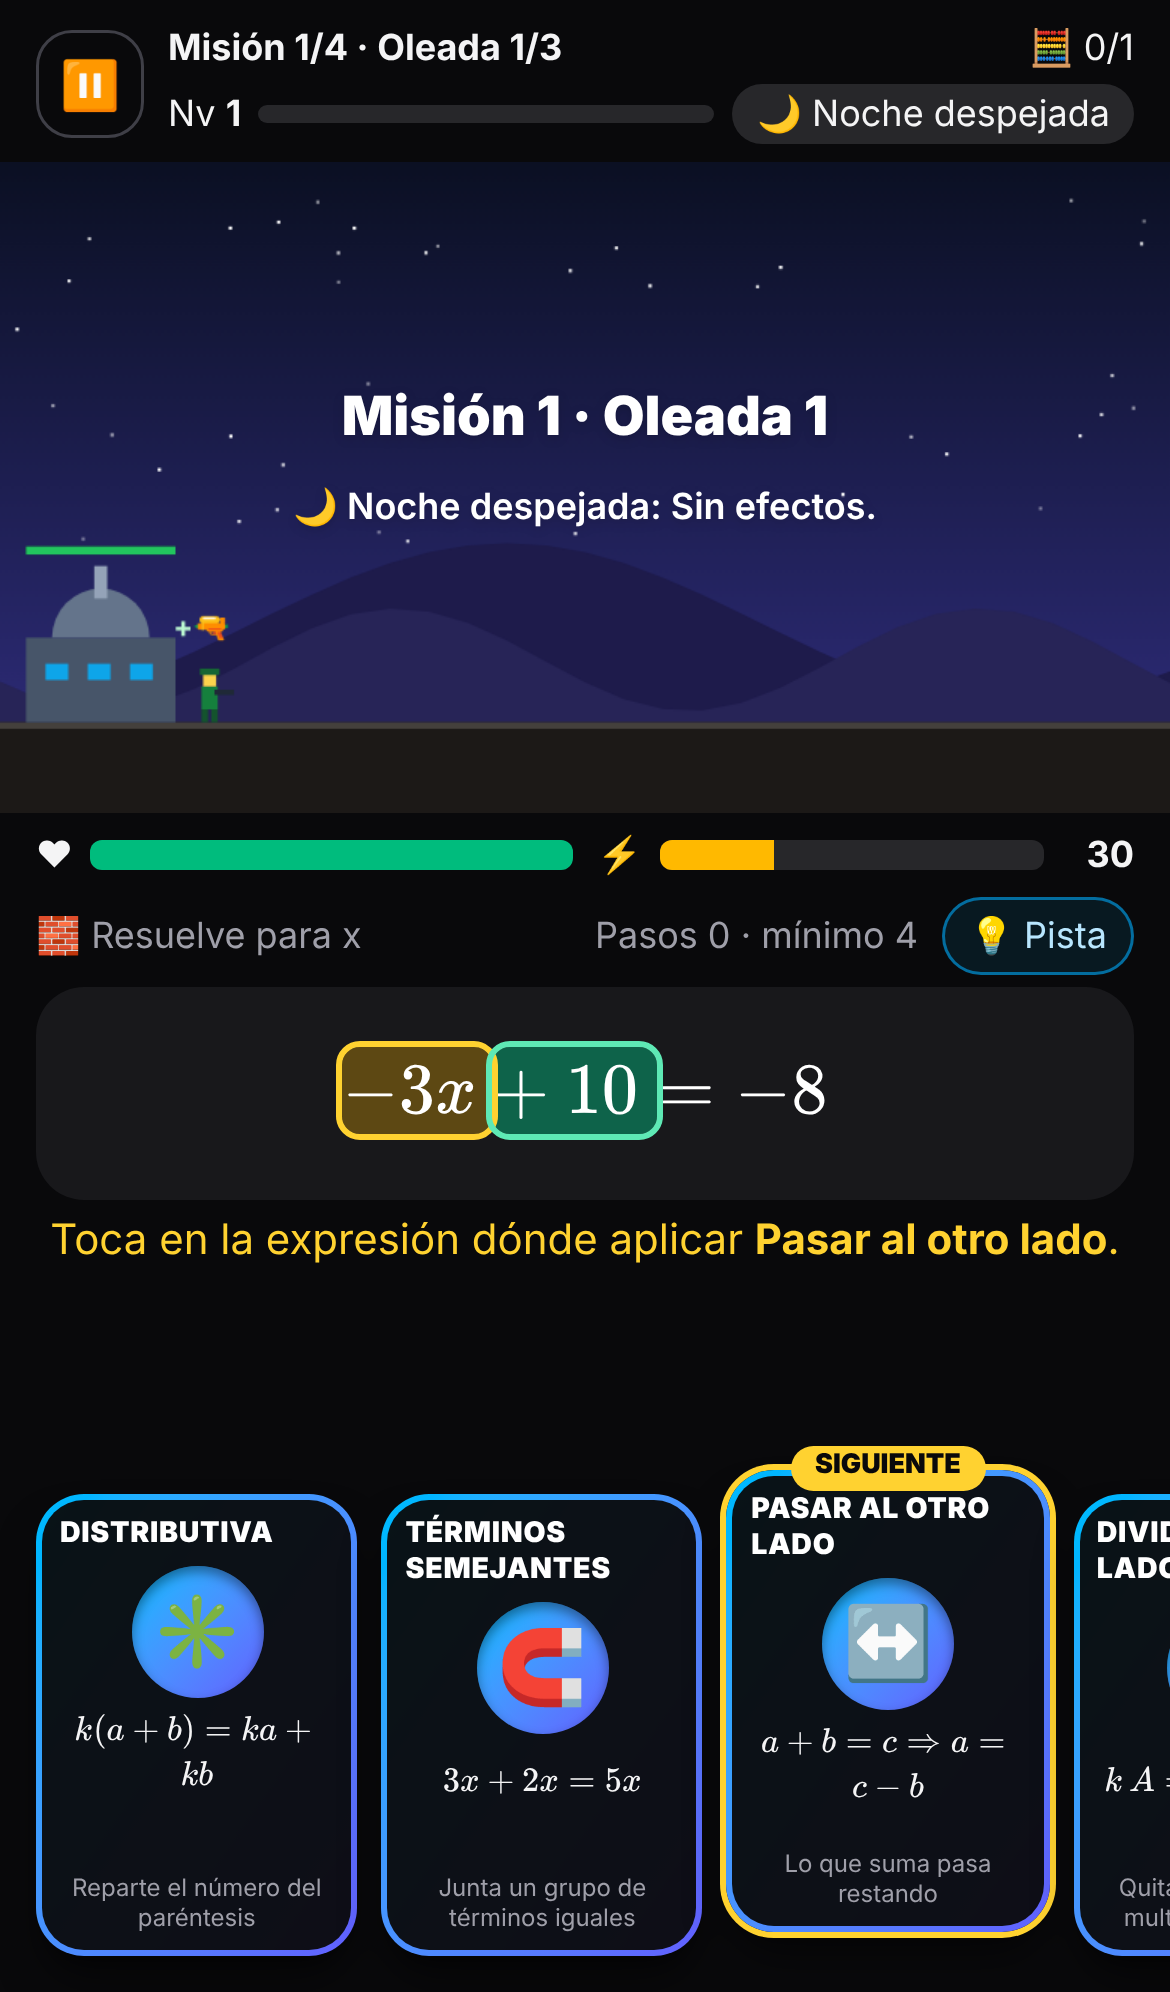 Misión 1/4 · Oleada 1/3
🧮 0/1
Nv 1
🌙 Noche despejada
Misión 1 · Oleada 1
🌙 Noche despejada: Sin efectos.
30
🧱 Resuelve para x
Pasos 0 · mínimo 4
💡 Pista
−3x + 10 = −8
Toca en la expresión dónde aplicar Pasar al otro lado.
DISTRIBUTIVA
k(a + b) = ka +
kb
Reparte el número del
paréntesis
TÉRMINOS
SEMEJANTES
3x + 2x = 5x
Junta un grupo de
términos iguales
SIGUIENTE
PASAR AL OTRO
LADO
a + b = c ⇒ a =
c − b
Lo que suma pasa
restando
k A